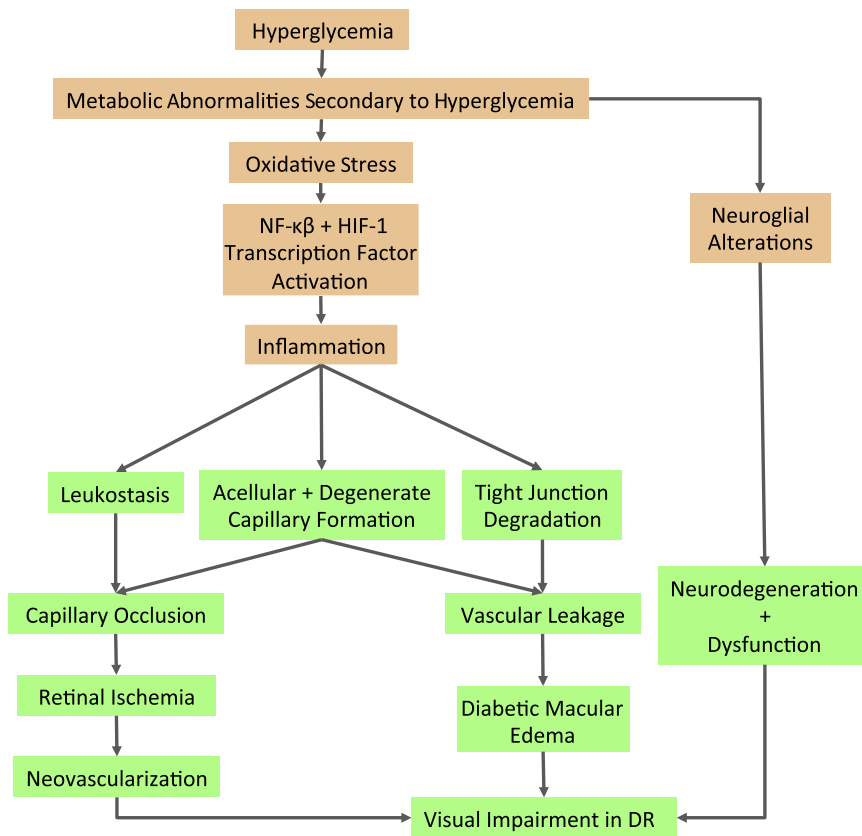 Hyperglycemia
Metabolic Abnormalities Secondary to Hyperglycemia
Oxidative Stress
NF-κβ + HIF-1
Transcription Factor
Activation
Neuroglial
Alterations
Inflammation
Leukostasis
Acellular + Degenerate
Capillary Formation
Tight Junction
Degradation
Neurodegeneration
+
Dysfunction
Capillary Occlusion
Vascular Leakage
Retinal Ischemia
Diabetic Macular
Edema
Neovascularization
Visual Impairment in DR